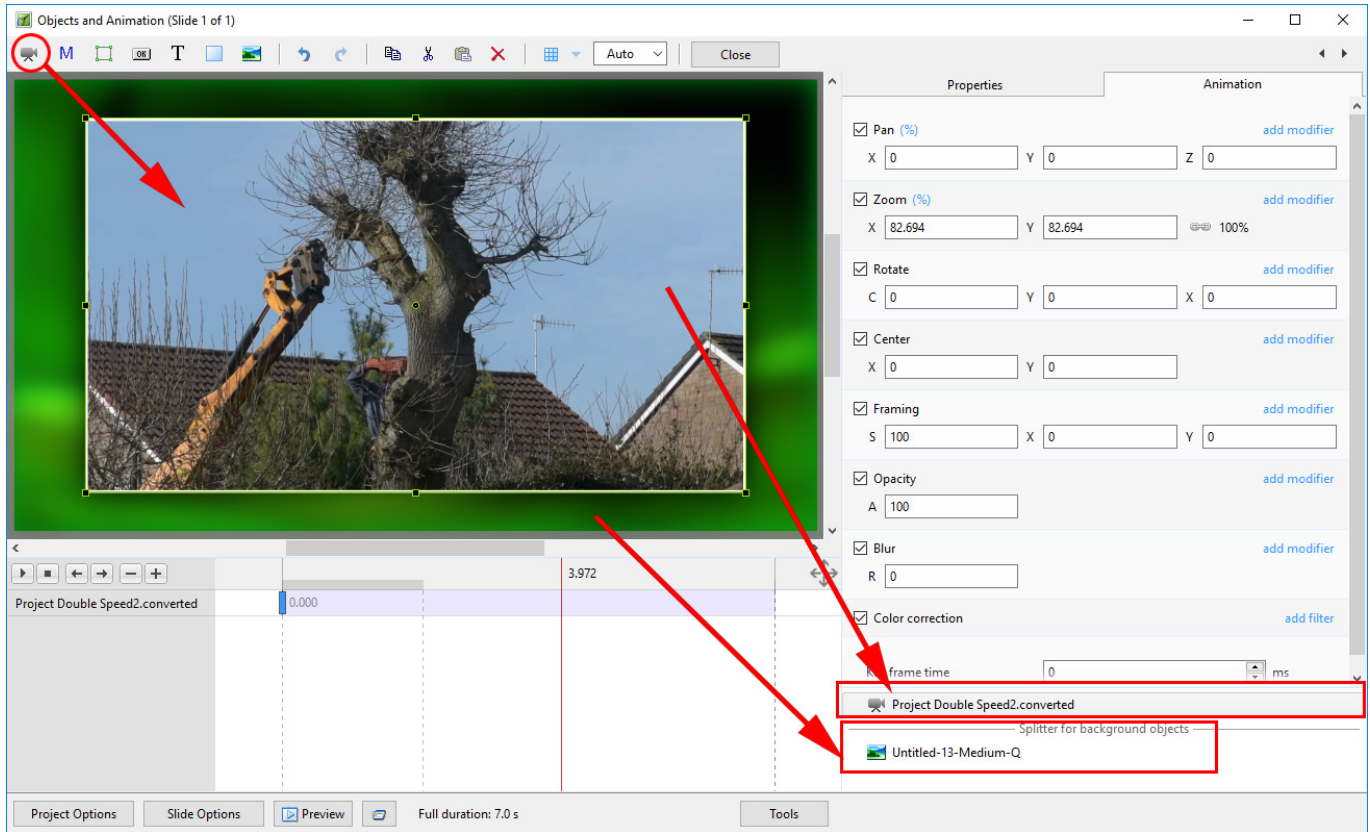 Objects and Animation (Slide 1 of 1)
M OK T Auto Close
Properties Animation
Pan (%) add modifier
X 0 Y 0 Z 0
Zoom (%) add modifier
X 82.694 Y 82.694 100%
Rotate add modifier
C 0 Y 0 X 0
Center add modifier
X 0 Y 0
Framing add modifier
S 100 X 0 Y 0
Opacity add modifier
A 100
Blur add modifier
R 0
3.972
Project Double Speed2.converted 0.000
Color correction add filter
frame time 0 ms
Project Double Speed2.converted
Splitter for background objects
Untitled-13-Medium-Q
Project Options Slide Options Preview Full duration: 7.0 s Tools